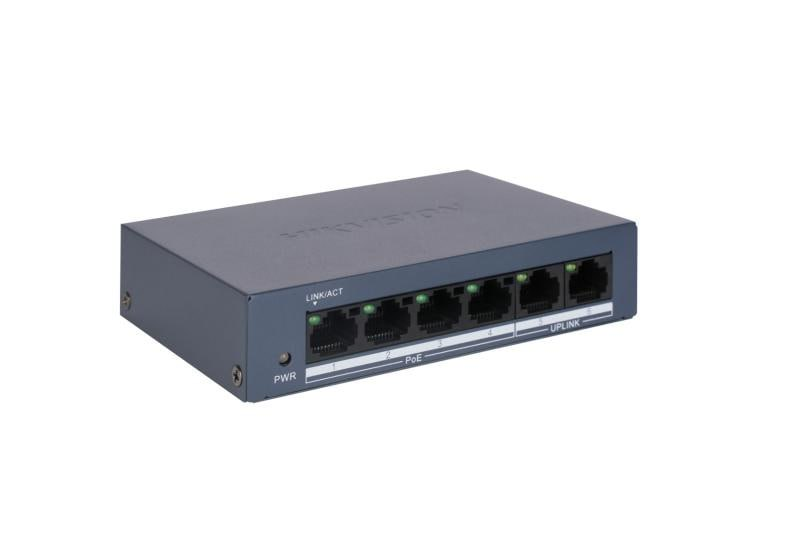 HIKVISION
LINK/ACT
1 2 3 4 5 6
PWR PoE UPLINK